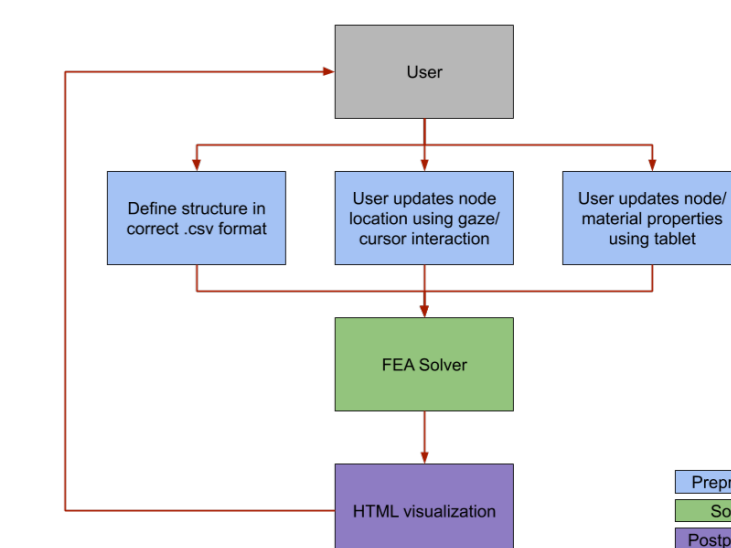 User
Define structure in
correct .csv format
User updates node
location using gaze/
cursor interaction
User updates node/
material properties
using tablet
FEA Solver
HTML visualization